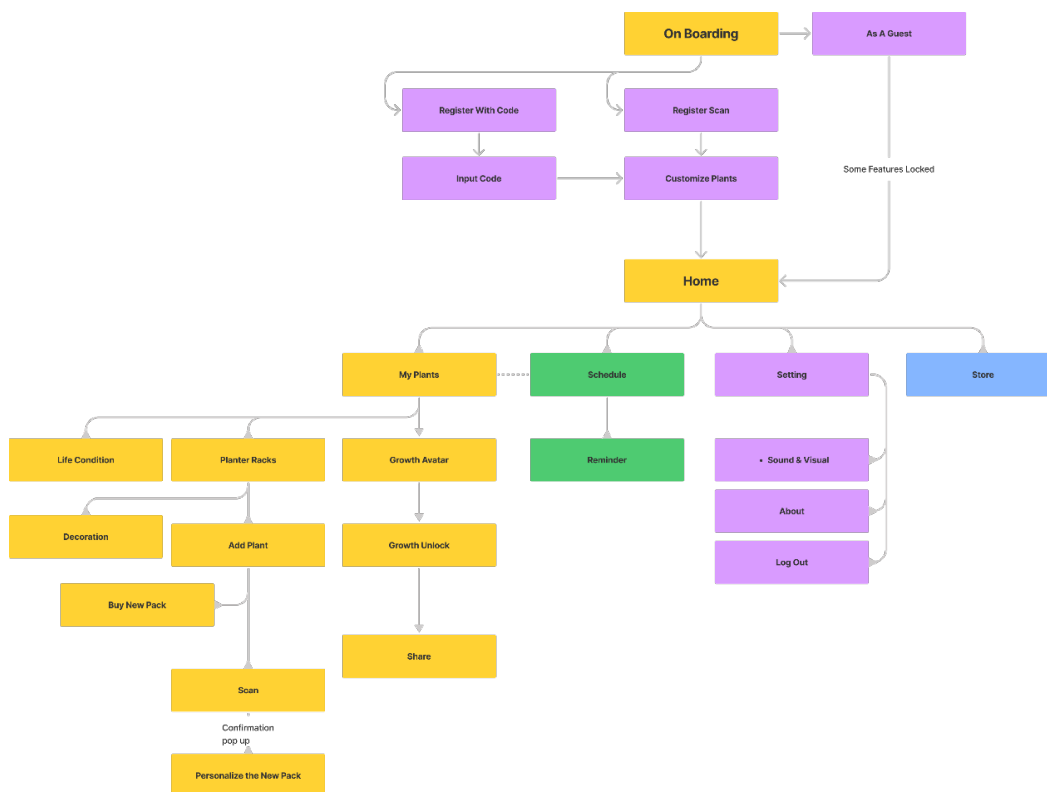 On Boarding
As A Guest
Register With Code
Register Scan
Input Code
Customize Plants
Some Features Locked
Home
My Plants
Schedule
Setting
Store
Life Condition
Planter Racks
Growth Avatar
Reminder
• Sound & Visual
About
Decoration
Add Plant
Growth Unlock
Log Out
Buy New Pack
Share
Scan
Confirmation
pop up
Personalize the New Pack